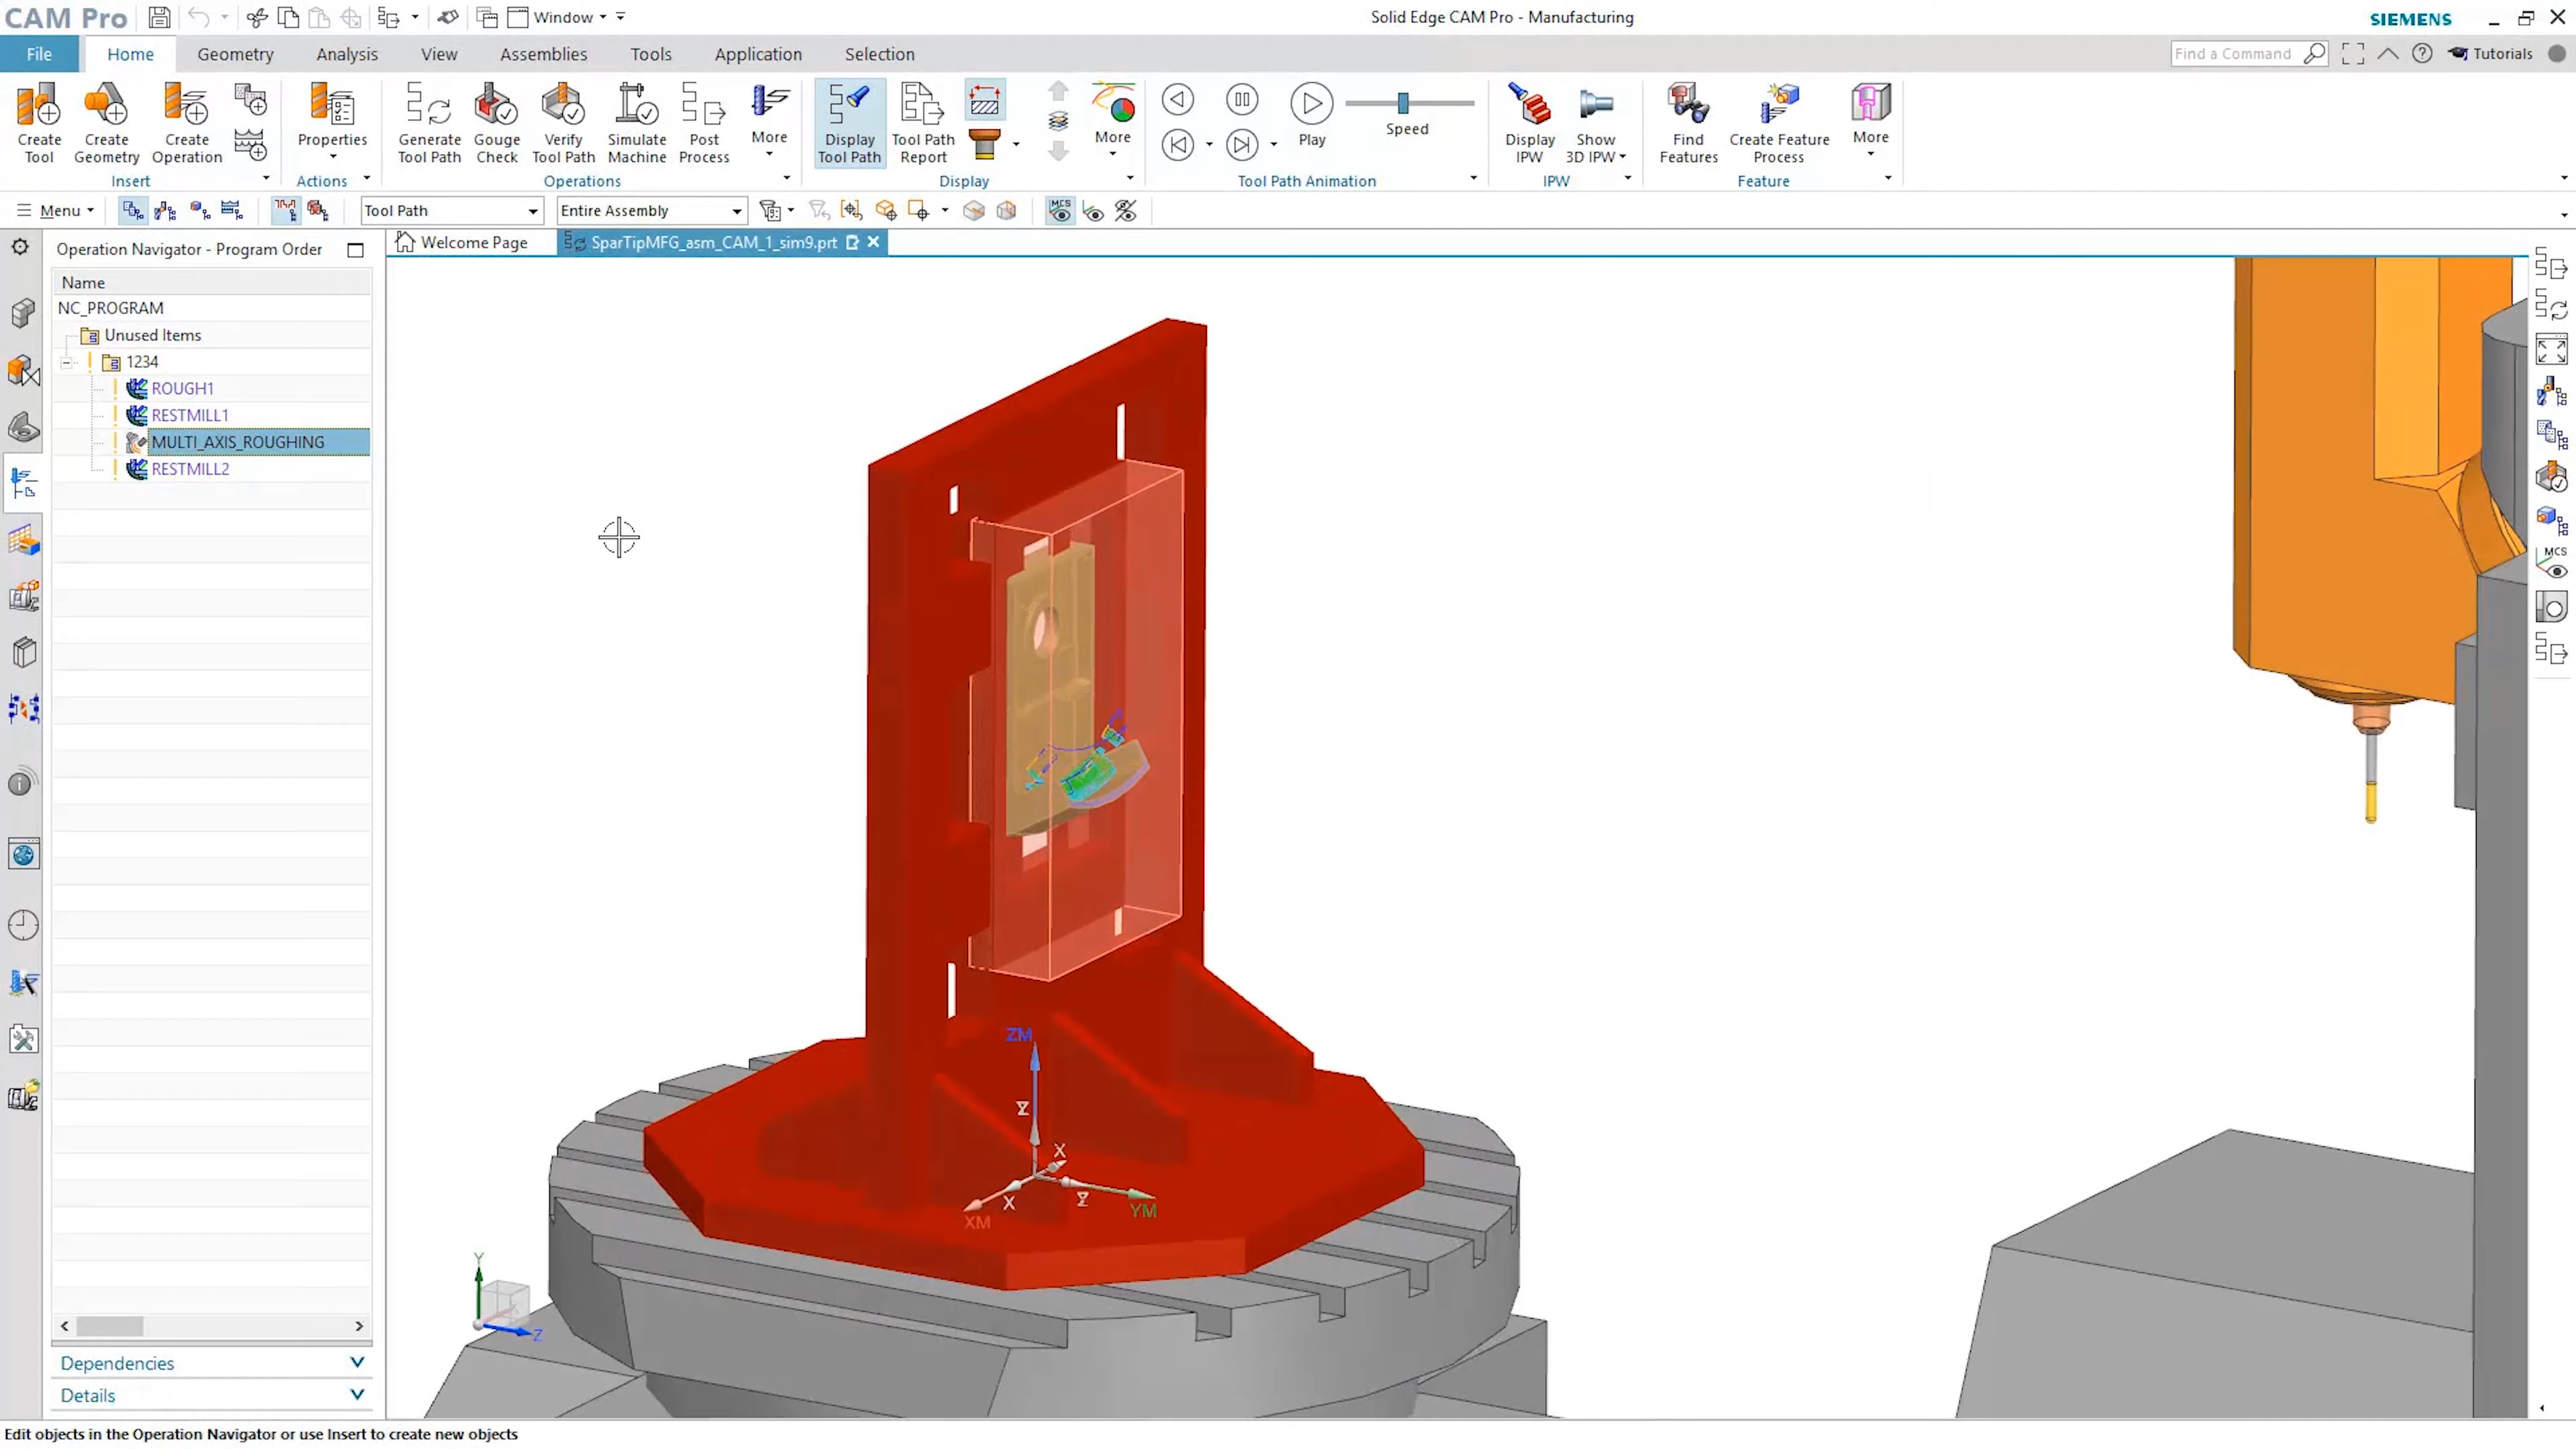 CAM Pro
Window
Solid Edge CAM Pro - Manufacturing
SIEMENS
File
Home
Geometry
Analysis
View
Assemblies
Tools
Application
Selection
Find a Command
Tutorials
Create Tool
Create Geometry
Create Operation
Properties
Generate Tool Path
Gouge Check
Verify Tool Path
Simulate Machine
Post Process
More
Display Tool Path
Tool Path Report
More
Play
Speed
Display IPW
Show 3D IPW
Find Features
Create Feature Process
More
Insert
Actions
Operations
Display
Tool Path Animation
IPW
Feature
Menu
Tool Path
Entire Assembly
MCS
Operation Navigator - Program Order
Welcome Page
SparTipMFG_asm_CAM_1_sim9.prt
Name
NC_PROGRAM
Unused Items
1234
ROUGH1
RESTMILL1
MULTI_AXIS_ROUGHING
RESTMILL2
MCS
ZM
Z
X
X
Z
XM
YM
Y
Z
Dependencies
Details
Edit objects in the Operation Navigator or use Insert to create new objects